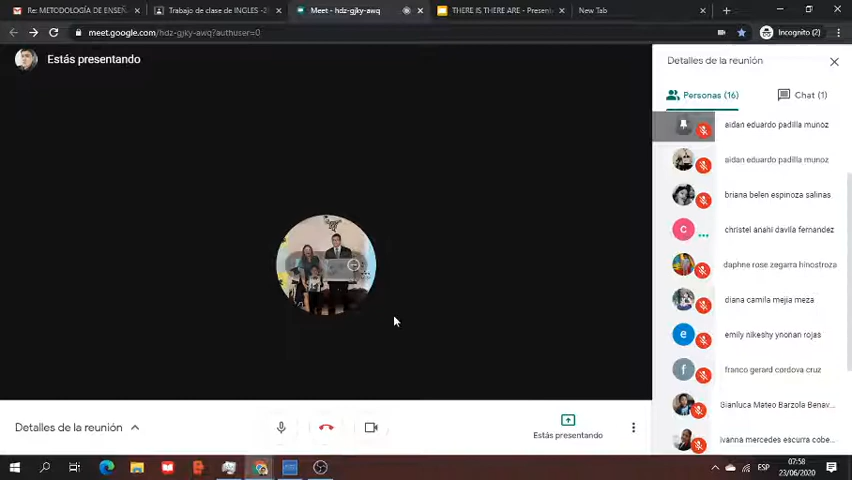 Re: METODOLOGÍA DE ENSEÑ
Trabajo de clase de INGLES -2
Meet - hdz-gjky-awq
THERE IS THERE ARE - Present
New Tab
meet.google.com/hdz-gjky-awq?authuser=0
Incognito (2)
Estás presentando
Detalles de la reunión
Personas (16)
Chat (1)
aidan eduardo padilla munoz
aidan eduardo padilla munoz
briana belen espinoza salinas
c
christel anahi davila fernandez
daphne rose zegarra hinostroza
diana camila mejia meza
e
emily nikeshy ynonan rojas
f
franco gerard cordova cruz
Gianluca Mateo Barzola Benav...
ivanna mercedes escurra cobe...
Detalles de la reunión
Estás presentando
ESP
07:58
23/06/2020